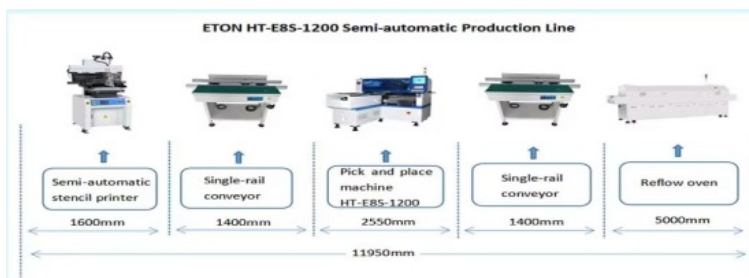 ETON HT-E8S-1200 Semi-automatic Production Line
Semi-automatic
stencil printer
Single-rail
conveyor
Pick and place
machine
HT-E8S-1200
Single-rail
conveyor
Reflow oven
1600mm
1400mm
2550mm
1400mm
5000mm
11950mm